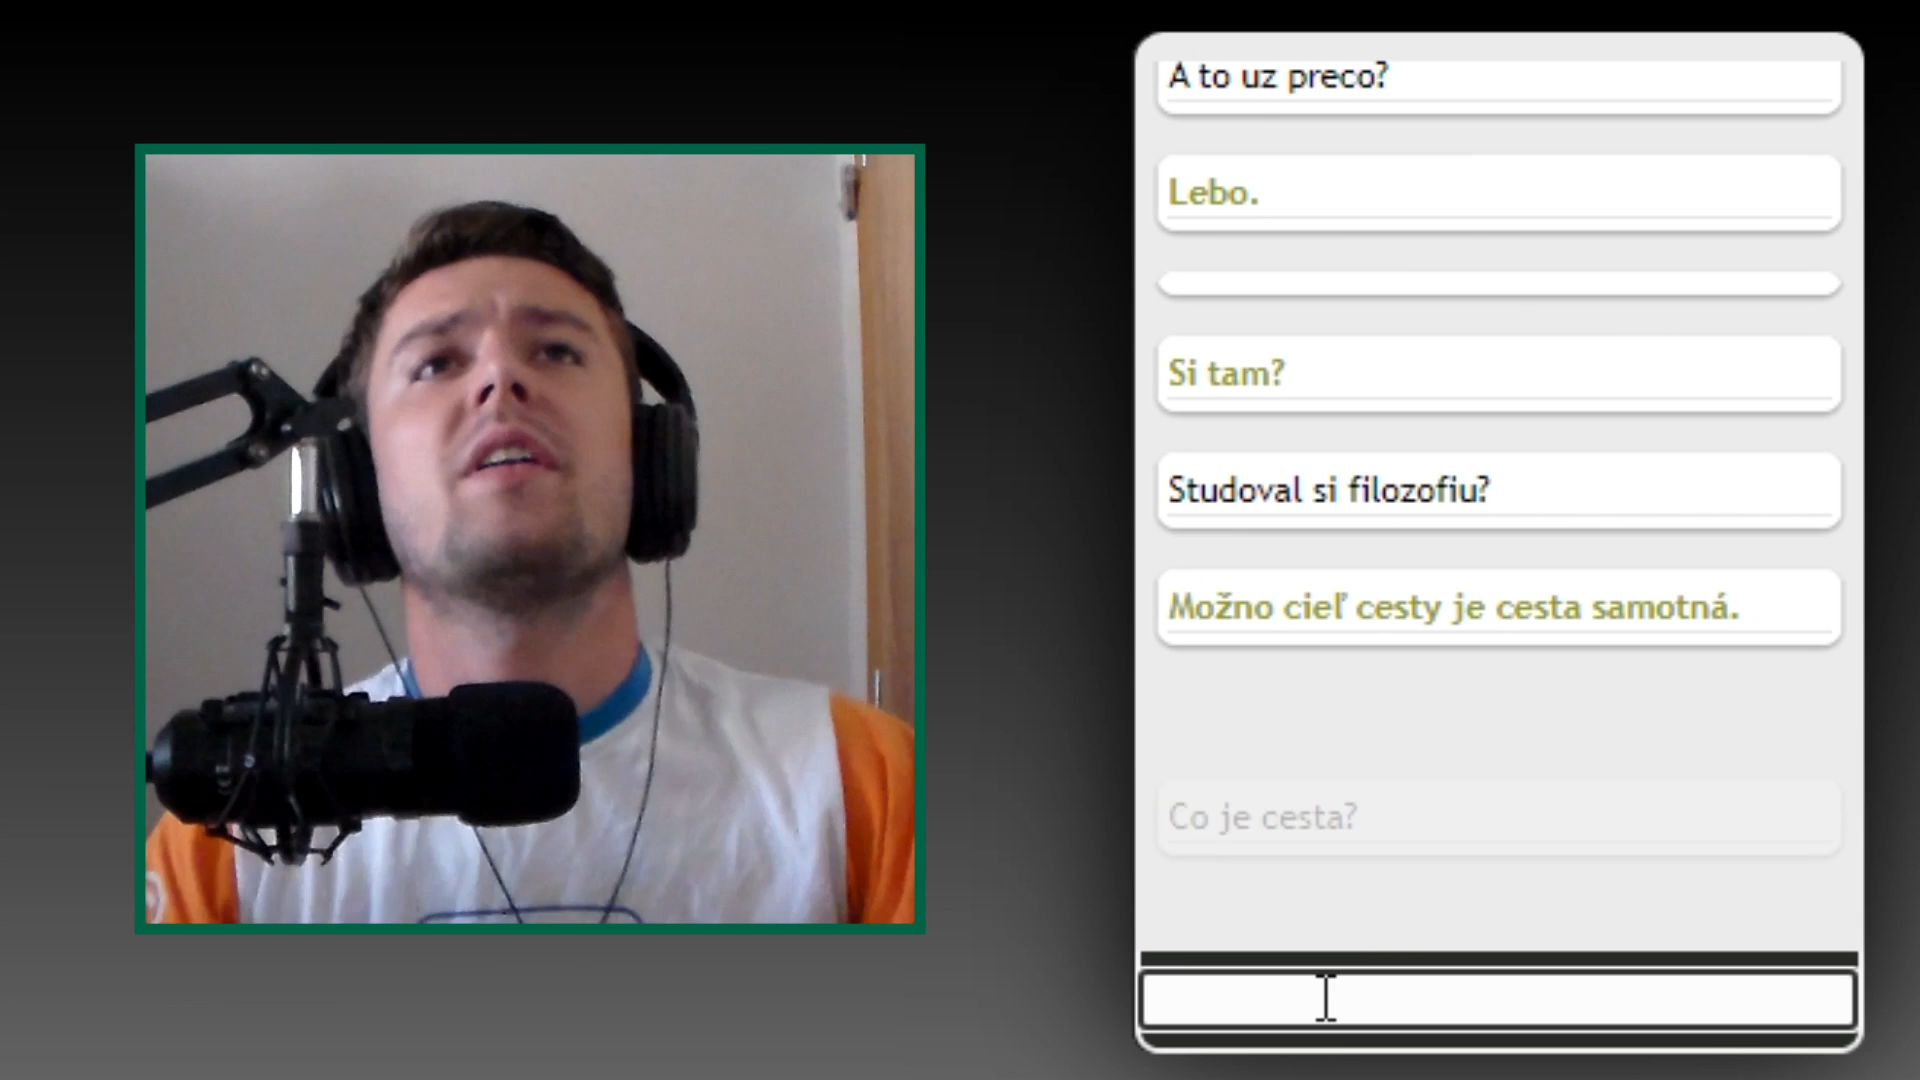 A to uz preco?
Lebo.
Si tam?
Studoval si filozofiu?
Možno cieľ cesty je cesta samotná.
Co je cesta?